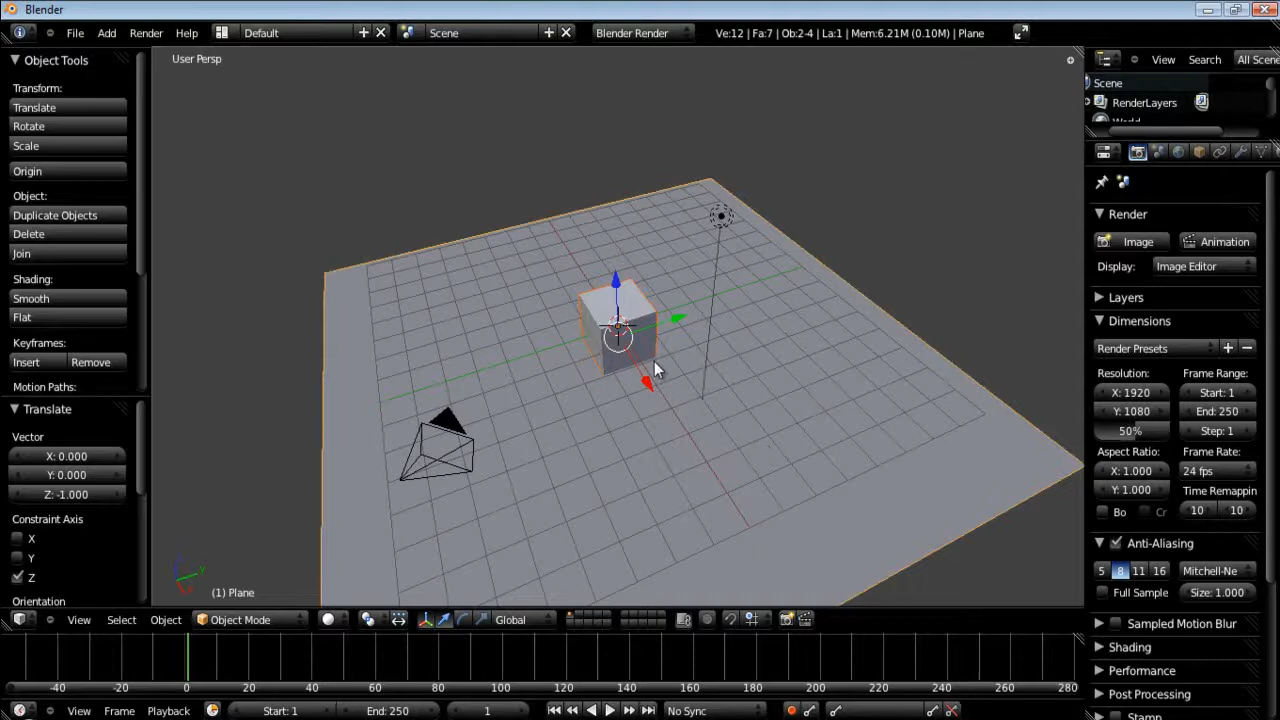 Blender
File Add Render Help Default Scene Blender Render Ve:12 | Fa:7 | Ob:2-4 | La:1 | Mem:6.21M (0.10M) | Plane
Object Tools
Transform:
Translate
Rotate
Scale
Origin
Object:
Duplicate Objects
Delete
Join
Shading:
Smooth
Flat
Keyframes:
Insert Remove
Motion Paths:
Translate
Vector
X: 0.000
Y: 0.000
Z: -1.000
Constraint Axis
X
Y
Z
Orientation
User Persp
(1) Plane
View Select Object Object Mode Global
-40 -20 0 20 40 60 80 100 120 140 160 180 200 220 240 260 280
View Frame Playback Start: 1 End: 250 1 No Sync
View Search All Scene
Scene
RenderLayers
World
Render
Image Animation
Display: Image Editor
Layers
Dimensions
Render Presets
Resolution: Frame Range:
X: 1920 Start: 1
Y: 1080 End: 250
50% Step: 1
Aspect Ratio: Frame Rate:
X: 1.000 24 fps
Y: 1.000 Time Remappin
Bo Cr 10 10
Anti-Aliasing
5 8 11 16 Mitchell-Ne
Full Sample Size: 1.000
Sampled Motion Blur
Shading
Performance
Post Processing
Stamp